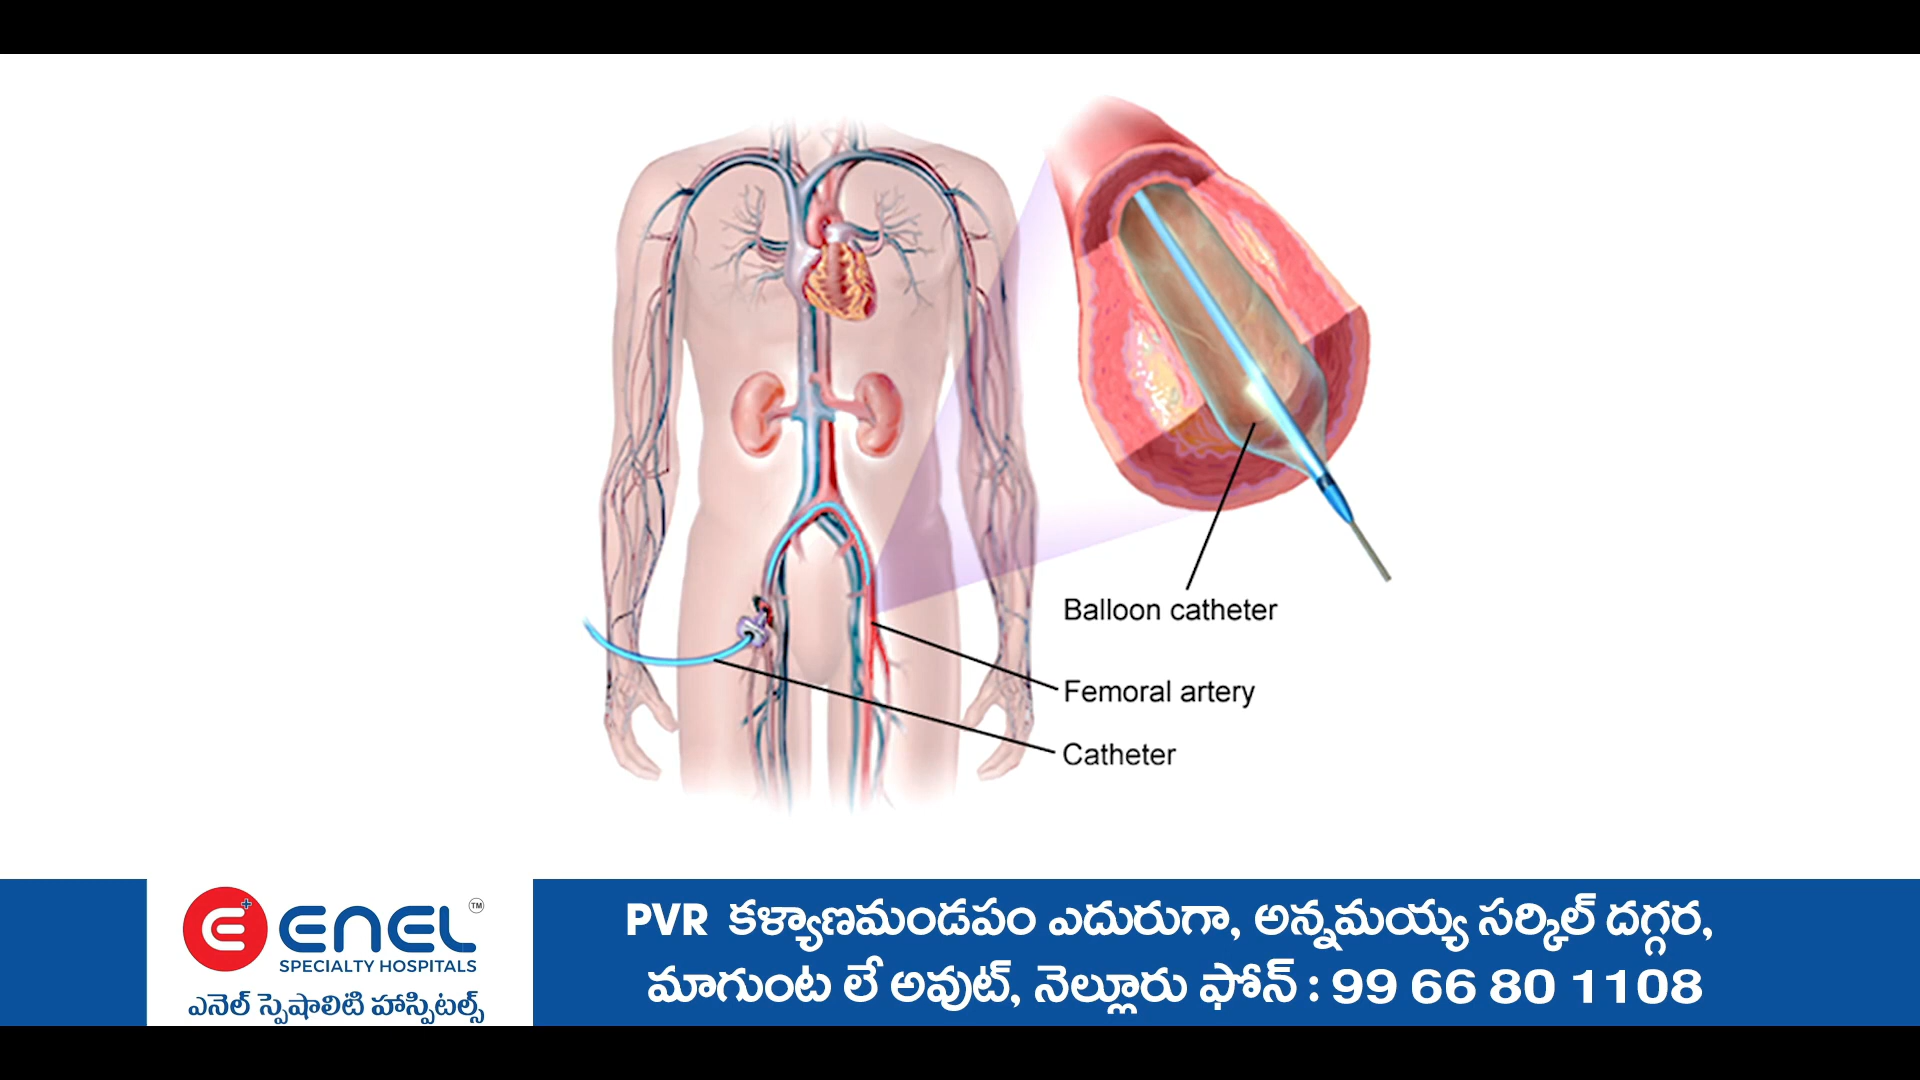 Balloon catheter
Femoral artery
Catheter
ENEL TM
SPECIALTY HOSPITALS
ఎనెల్ స్పెషాలిటి హాస్పిటల్స్
PVR కళ్యాణమండపం ఎదురుగా, అన్నమయ్య సర్కిల్ దగ్గర,
మాగుంట లే అవుట్, నెల్లూరు ఫోన్ : 99 66 80 1108